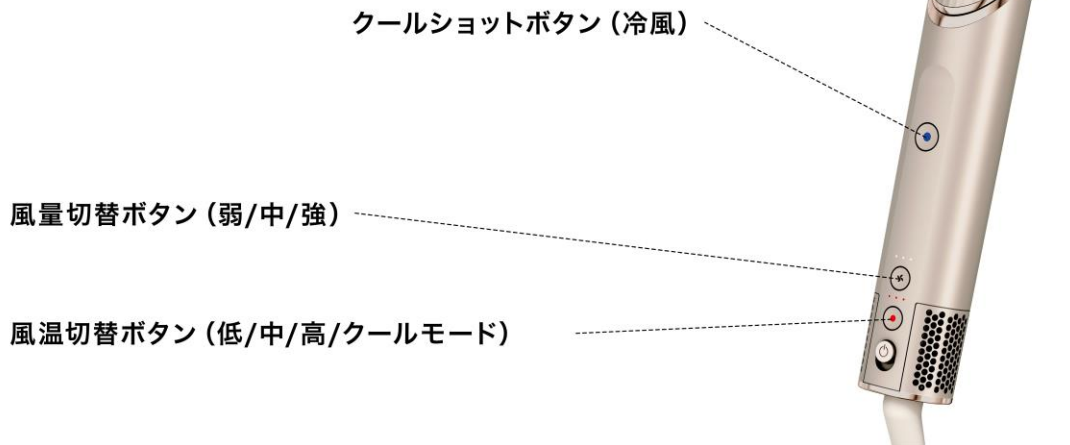 クールショットボタン（冷風）
風量切替ボタン（弱/中/強）
風温切替ボタン（低/中/高/クールモード）